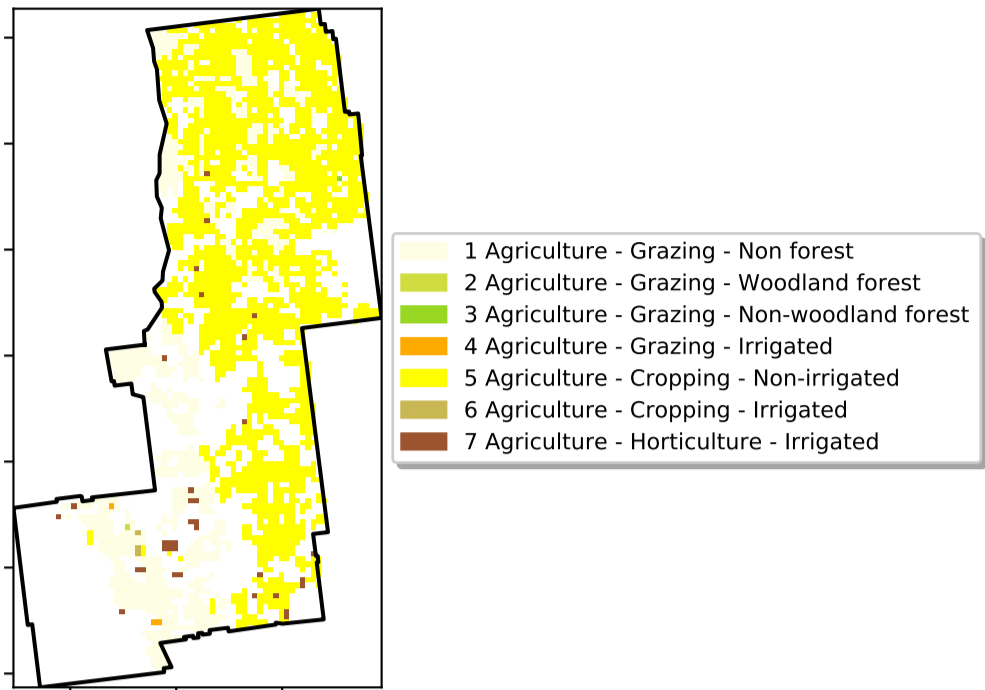 1 Agriculture - Grazing - Non forest
2 Agriculture - Grazing - Woodland forest
3 Agriculture - Grazing - Non-woodland forest
4 Agriculture - Grazing - Irrigated
5 Agriculture - Cropping - Non-irrigated
6 Agriculture - Cropping - Irrigated
7 Agriculture - Horticulture - Irrigated